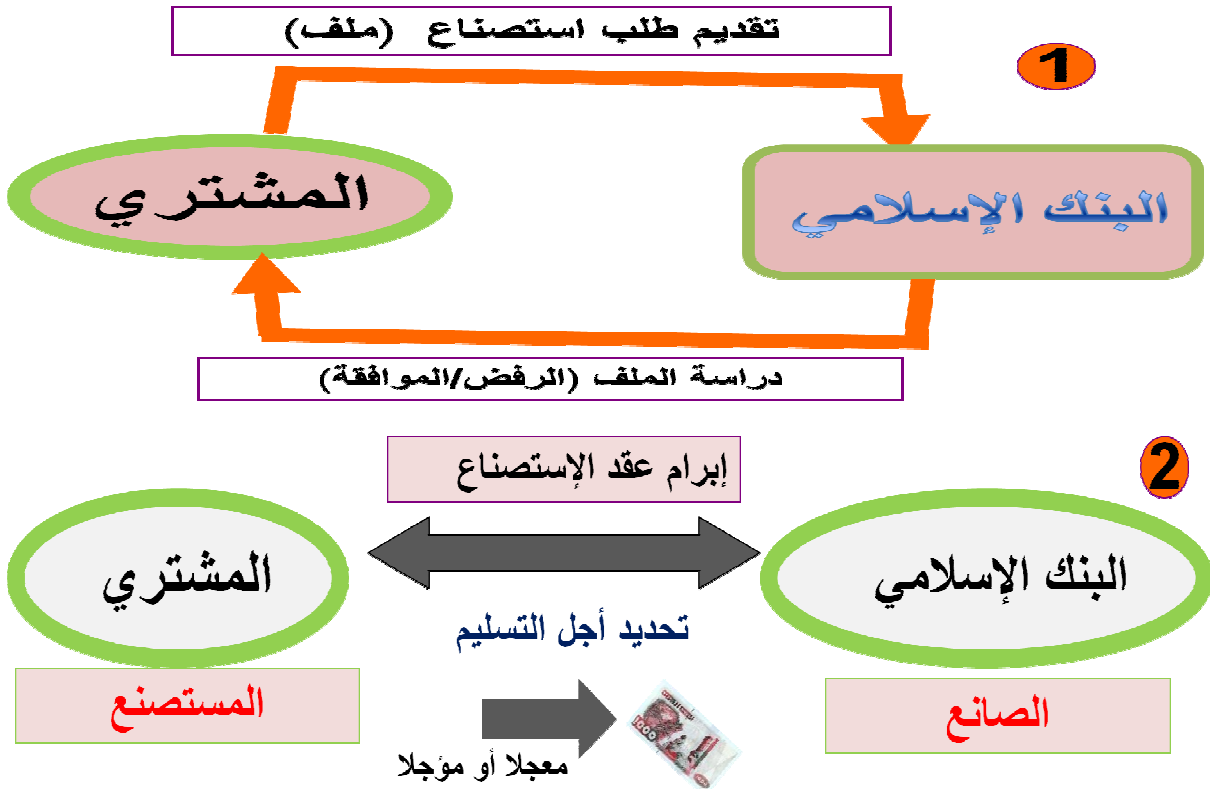 تقديم طلب استصناع (ملف)
1
المشتري
البنك الإسلامي
دراسة الملف (الرفض/الموافقة)
2
إبرام عقد الإستصناع
البنك الإسلامي
المشتري
تحديد أجل التسليم
الصانع
المستصنع
1000
معجلا أو مؤجلا